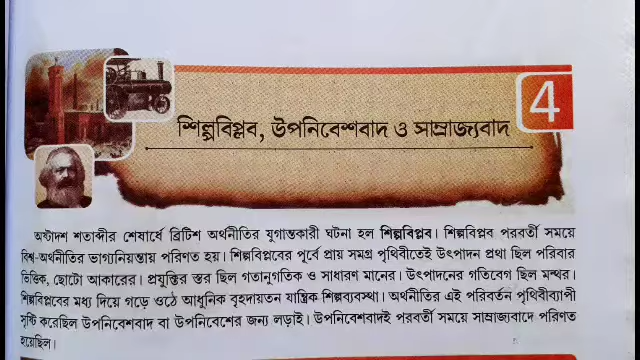 4
শিল্পবিপ্লব, উপনিবেশবাদ ও সাম্রাজ্যবাদ
অষ্টাদশ শতাব্দীর শেষার্ধে ব্রিটিশ অর্থনীতির যুগান্তকারী ঘটনা হল শিল্পবিপ্লব। শিল্পবিপ্লব পরবর্তী সময়ে
বিশ্ব-অর্থনীতির ভাগ্যনিয়ন্তায় পরিণত হয়। শিল্পবিপ্লবের পূর্বে প্রায় সমগ্র পৃথিবীতেই উৎপাদন প্রথা ছিল পরিবার
ভিত্তিক, ছোটো আকারের। প্রযুক্তির স্তর ছিল গতানুগতিক ও সাধারণ মানের। উৎপাদনের গতিবেগ ছিল মন্থর।
শিল্পবিপ্লবের মধ্য দিয়ে গড়ে ওঠে আধুনিক বৃহদায়তন যান্ত্রিক শিল্পব্যবস্থা। অর্থনীতির এই পরিবর্তন পৃথিবীব্যাপী
সৃষ্টি করেছিল উপনিবেশবাদ বা উপনিবেশের জন্য লড়াই। উপনিবেশবাদই পরবর্তী সময়ে সাম্রাজ্যবাদে পরিণত
হয়েছিল।